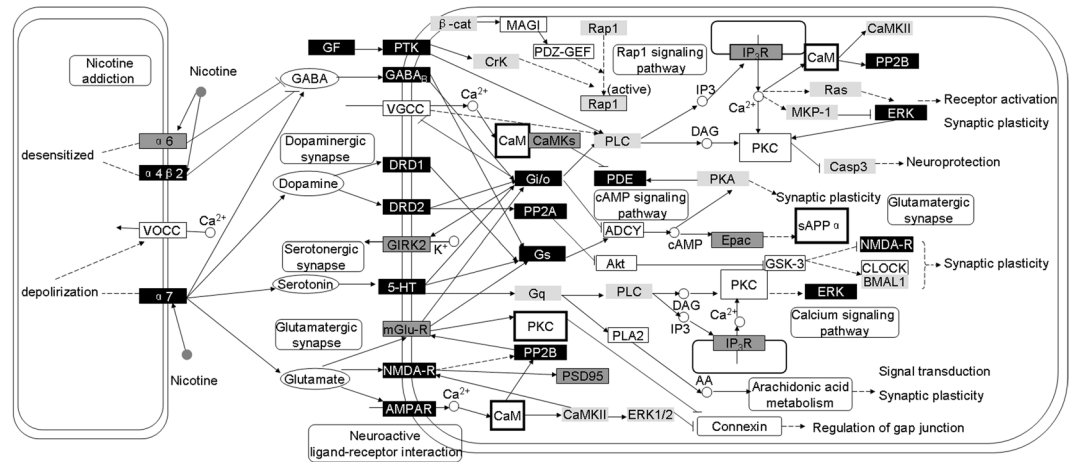 Nicotine
addiction
Nicotine
desensitized
α6
α4β2
VOCC
Ca2+
depolirization
α7
Nicotine
GABA
Dopaminergic
synapse
Dopamine
Serotonergic
synapse
Serotonin
Glutamatergic
synapse
Glutamate
Neuroactive
ligand-receptor interaction
GF
PTK
GABAB
VGCC
Ca2+
DRD1
DRD2
GIRK2
K+
5-HT
mGlu-R
NMDA-R
AMPAR
Ca2+
β-cat
MAGI
PDZ-GEF
CrK
Rap1
(active)
Rap1
Rap1 signaling
pathway
CaM
CaMKs
PLC
IP3
DAG
IP3R
Ca2+
PKC
CaM
CaMKII
PP2B
Ras
MKP-1
ERK
Receptor activation
Synaptic plasticity
Casp3
Neuroprotection
Gi/o
PP2A
Gs
PDE
PKA
cAMP signaling
pathway
ADCY
cAMP
Epac
Synaptic plasticity
sAPP α
Glutamatergic
synapse
Akt
GSK-3
NMDA-R
CLOCK
BMAL1
Synaptic plasticity
Gq
PLC
DAG
IP3
PKC
ERK
Ca2+
IP3R
Calcium signaling
pathway
PKC
PP2B
PSD95
PLA2
AA
Arachidonic acid
metabolism
Signal transduction
Synaptic plasticity
CaM
CaMKII
ERK1/2
Connexin
Regulation of gap junction